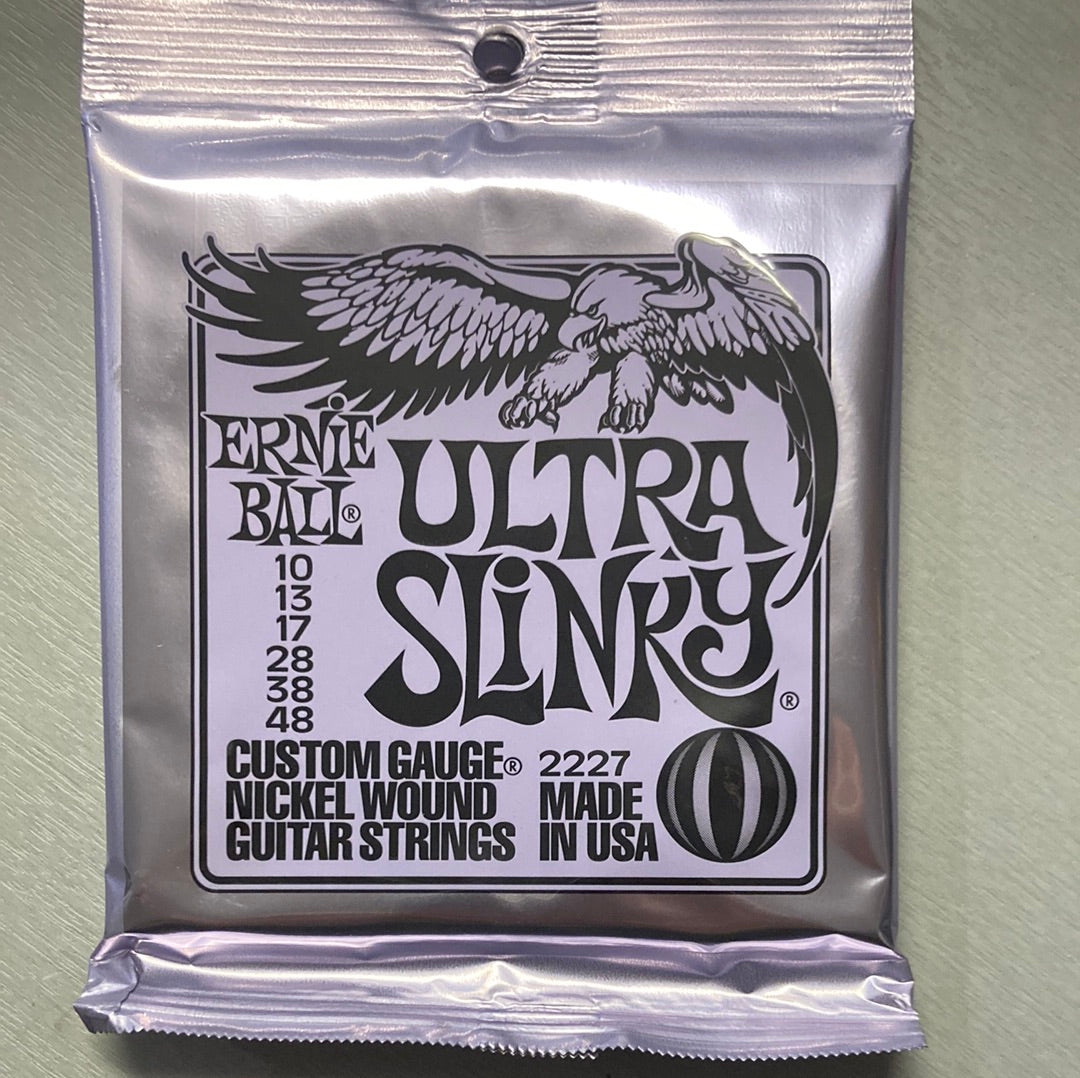 ERNIE
BALL®
ULTRA
SLINKY®
10
13
17
28
38
48
CUSTOM GAUGE®
NICKEL WOUND
GUITAR STRINGS
2227
MADE
IN USA